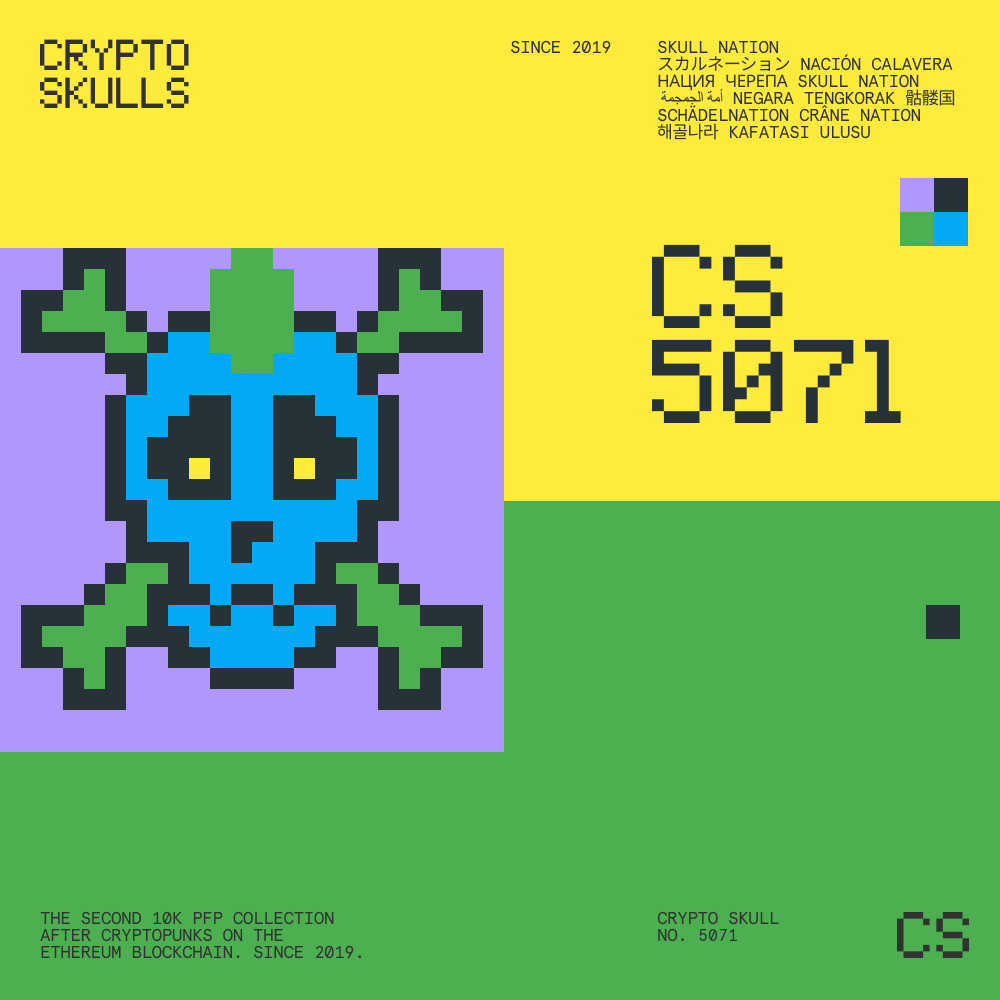 CRYPTO
SKULLS
SINCE 2019
SKULL NATION
スカルネーション NACIÓN CALAVERA
НАЦИЯ ЧЕРЕПА SKULL NATION
أمة الجمجمة NEGARA TENGKORAK 骷髅国
SCHÄDELNATION CRÂNE NATION
해골나라 KAFATASI ULUSU
CS
5071
THE SECOND 10K PFP COLLECTION
AFTER CRYPTOPUNKS ON THE
ETHEREUM BLOCKCHAIN. SINCE 2019.
CRYPTO SKULL
NO. 5071
CS